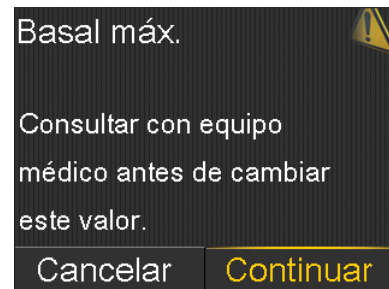 Basal máx.
Consultar con equipo
médico antes de cambiar
este valor.
Cancelar Continuar